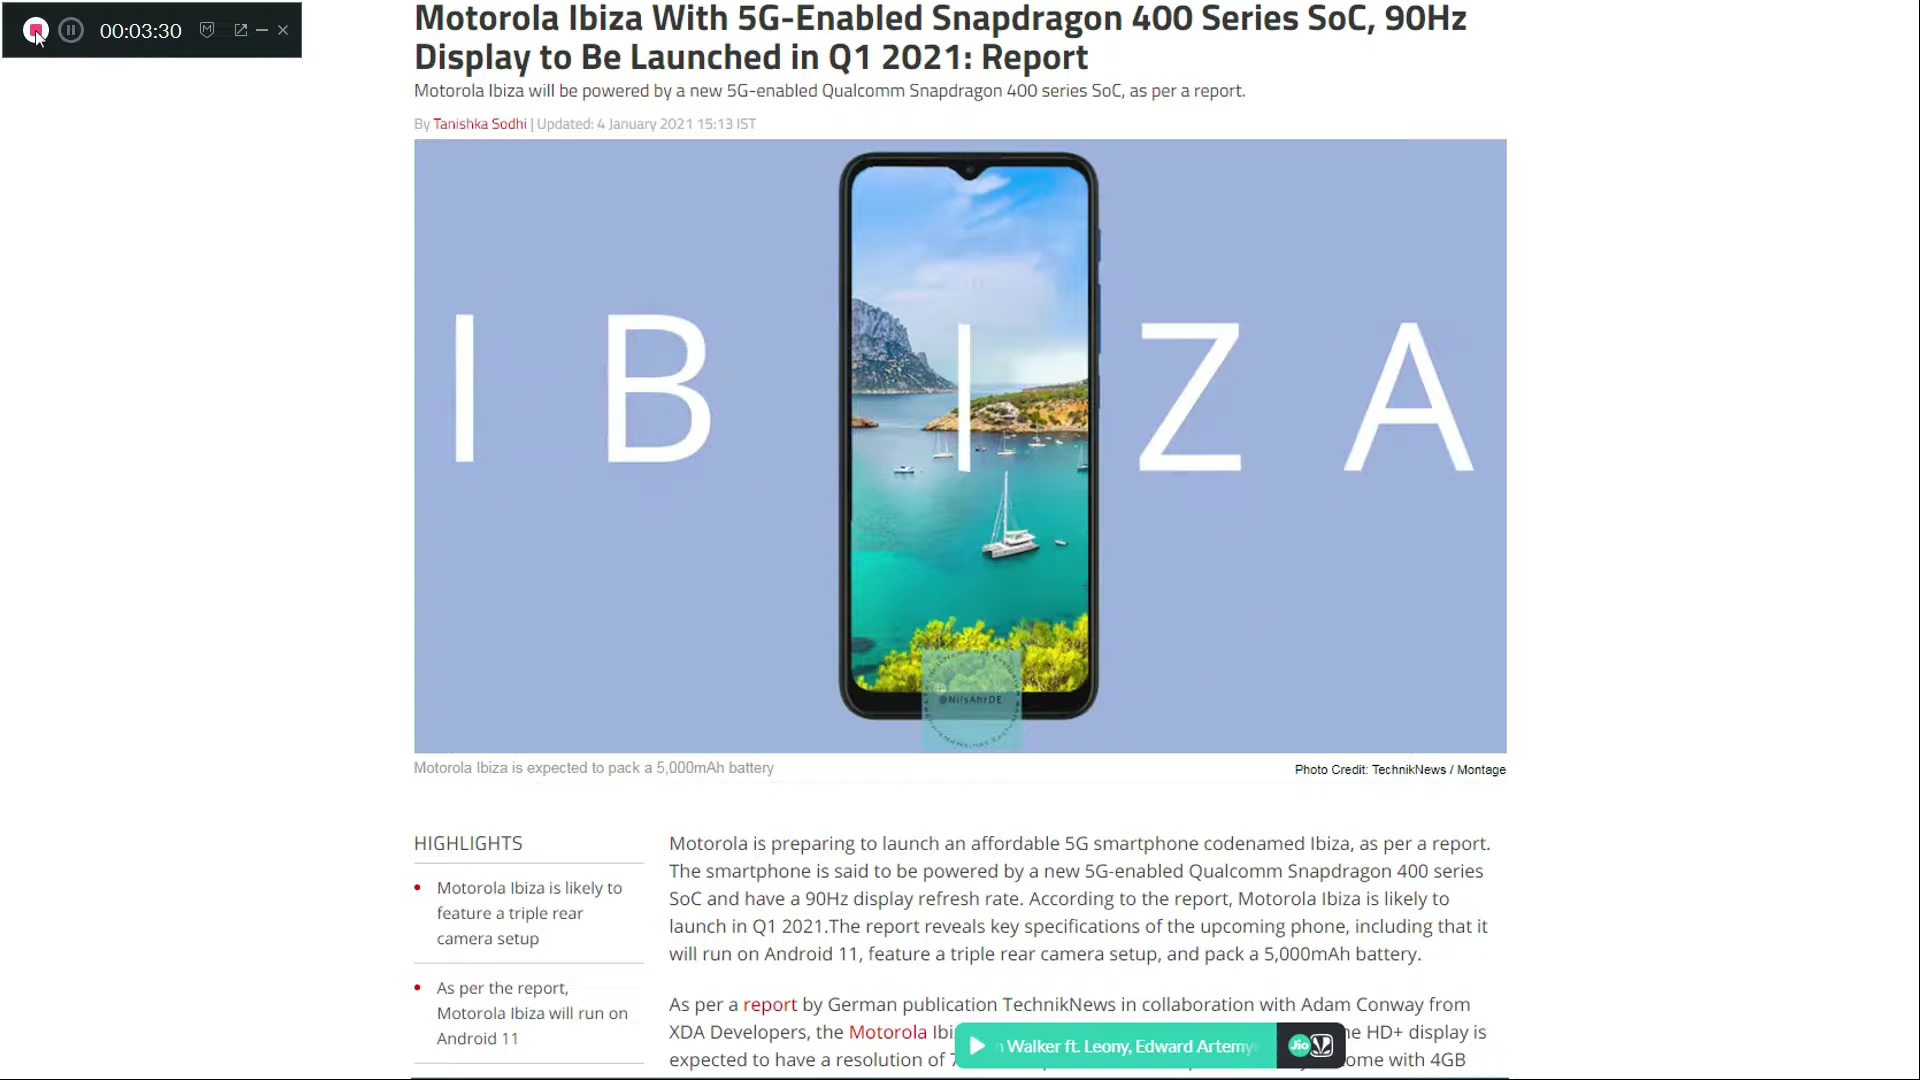 00:03:30
Motorola Ibiza With 5G-Enabled Snapdragon 400 Series SoC, 90Hz
Display to Be Launched in Q1 2021: Report
Motorola Ibiza will be powered by a new 5G-enabled Qualcomm Snapdragon 400 series SoC, as per a report.
By Tanishka Sodhi | Updated: 4 January 2021 15:13 IST
I B I Z A
@NilsAhrDE
Motorola Ibiza is expected to pack a 5,000mAh battery
Photo Credit: TechnikNews / Montage
HIGHLIGHTS
Motorola Ibiza is likely to
feature a triple rear
camera setup
As per the report,
Motorola Ibiza will run on
Android 11
Motorola is preparing to launch an affordable 5G smartphone codenamed Ibiza, as per a report.
The smartphone is said to be powered by a new 5G-enabled Qualcomm Snapdragon 400 series
SoC and have a 90Hz display refresh rate. According to the report, Motorola Ibiza is likely to
launch in Q1 2021.The report reveals key specifications of the upcoming phone, including that it
will run on Android 11, feature a triple rear camera setup, and pack a 5,000mAh battery.
As per a report by German publication TechnikNews in collaboration with Adam Conway from
XDA Developers, the Motorola Ibi HD+ display is
expected to have a resolution of with 4GB
Walker ft. Leony, Edward Artemy
Jio